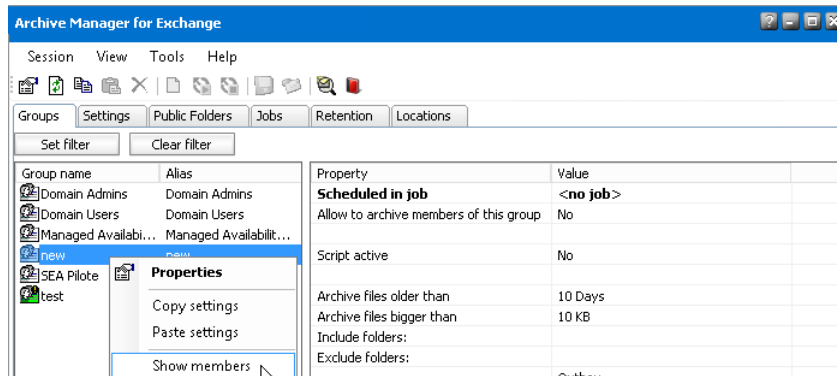 Archive Manager for Exchange
Session View Tools Help
Groups Settings Public Folders Jobs Retention Locations
Set filter Clear filter
Group name Alias Property Value
Domain Admins Domain Admins Scheduled in job <no job>
Domain Users Domain Users Allow to archive members of this group No
Managed Availabi... Managed Availabilit...
new new Script active No
SEA Pilote Properties
test Copy settings Archive files older than 10 Days
Archive files bigger than 10 KB
Paste settings Include folders:
Show members Exclude folders: